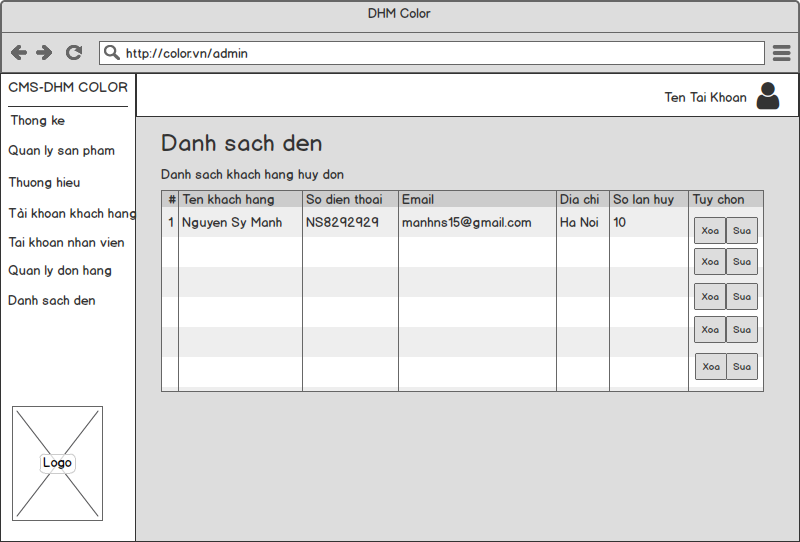 DHM Color
http://color.vn/admin
CMS-DHM COLOR
Ten Tai Khoan
Thong ke
Quan ly san pham
Thuong hieu
Tài khoan khach hang
Tai khoan nhan vien
Quan ly don hang
Danh sach den
Logo
Danh sach den
Danh sach khach hang huy don
# Ten khach hang So dien thoai Email Dia chi So lan huy Tuy chon
1 Nguyen Sy Manh NS8292929 manhns15@gmail.com Ha Noi 10 Xoa Sua
Xoa Sua
Xoa Sua
Xoa Sua
Xoa Sua